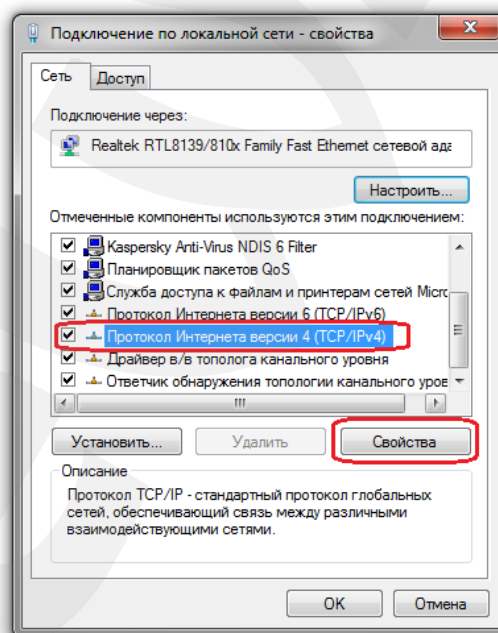 Подключение по локальной сети - свойства
Сеть
Доступ
Подключение через:
Realtek RTL8139/810x Family Fast Ethernet сетевой ада
Настроить...
Отмеченные компоненты используются этим подключением:
Kaspersky Anti-Virus NDIS 6 Filter
Планировщик пакетов QoS
Служба доступа к файлам и принтерам сетей Micro
Протокол Интернета версии 6 (TCP/IPv6)
Протокол Интернета версии 4 (TCP/IPv4)
Драйвер в/в тополога канального уровня
Ответчик обнаружения топологии канального уров
Установить...
Удалить
Свойства
Описание
Протокол TCP/IP - стандартный протокол глобальных
сетей, обеспечивающий связь между различными
взаимодействующими сетями.
OK
Отмена